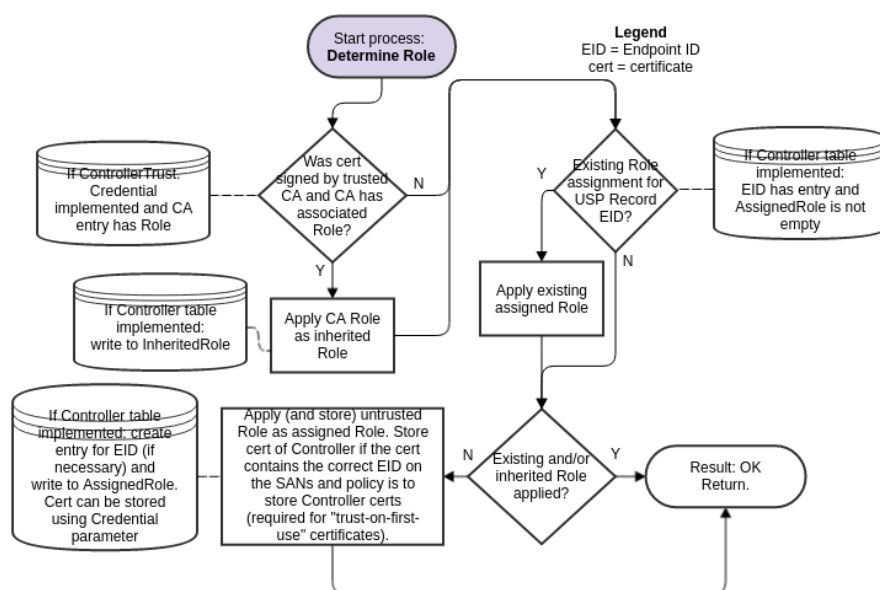 Start process:
Determine Role
Legend
EID = Endpoint ID
cert = certificate
If ControllerTrust.
Credential
implemented and CA
entry has Role
Was cert
signed by trusted
CA and CA has
associated
Role?
N
Y
Existing Role
assignment for
USP Record
EID?
Y
N
If Controller table
implemented:
EID has entry and
AssignedRole is not
empty
If Controller table
implemented:
write to InheritedRole
Apply CA Role
as inherited
Role
Apply existing
assigned Role
If Controller table
implemented: create
entry for EID (if
necessary) and
write to AssignedRole.
Cert can be stored
using Credential
parameter
Apply (and store) untrusted
Role as assigned Role. Store
cert of Controller if the cert
contains the correct EID on
the SANs and policy is to
store Controller certs
(required for "trust-on-first-
use" certificates).
N
Existing and/or
inherited Role
applied?
Y
Result: OK
Return.